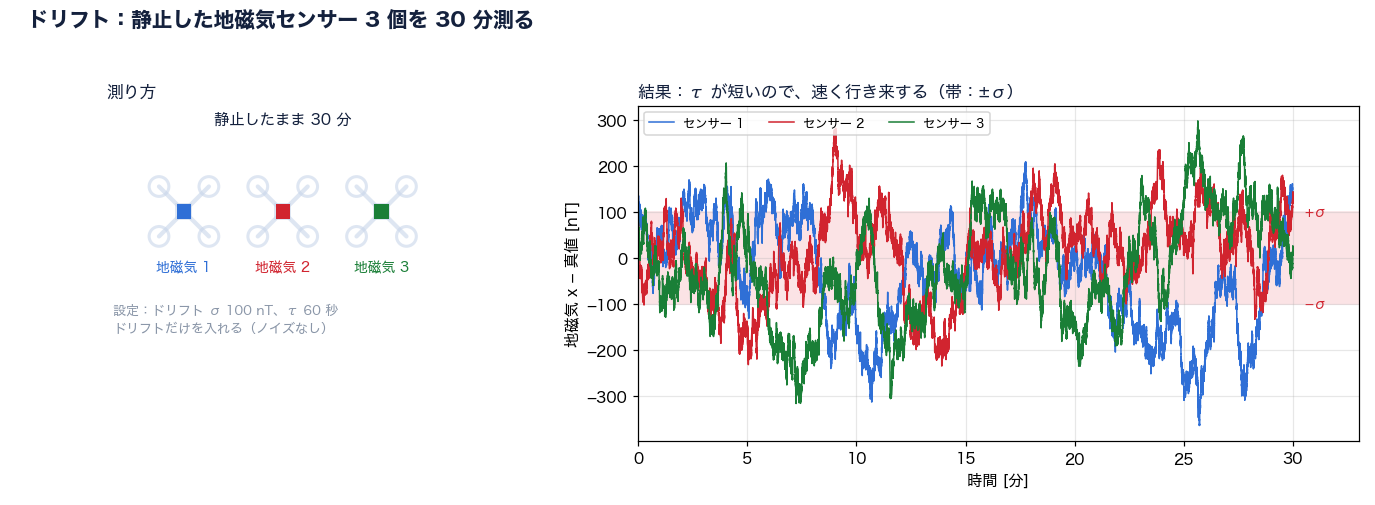 ドリフト：静止した地磁気センサー 3 個を 30 分測る
測り方
静止したまま 30 分
地磁気 1
地磁気 2
地磁気 3
設定：ドリフト σ 100 nT、τ 60 秒
ドリフトだけを入れる（ノイズなし）
結果：τ が短いので、速く行き来する（帯：±σ）
センサー 1
センサー 2
センサー 3
地磁気 x − 真値 [nT]
300
200
100
0
−100
−200
−300
+σ
−σ
0
5
10
15
20
25
30
時間 [分]